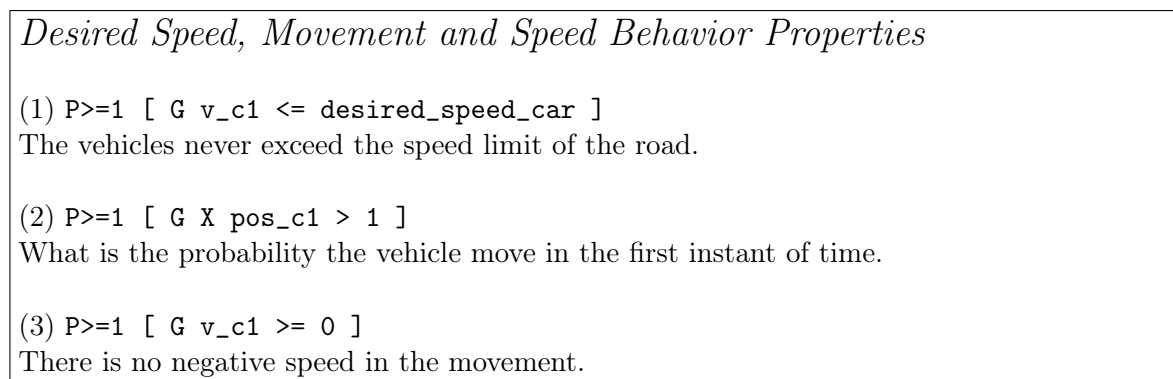 Desired Speed, Movement and Speed Behavior Properties
(1) P>=1 [ G v_c1 <= desired_speed_car ]
The vehicles never exceed the speed limit of the road.
(2) P>=1 [ G X pos_c1 > 1 ]
What is the probability the vehicle move in the first instant of time.
(3) P>=1 [ G v_c1 >= 0 ]
There is no negative speed in the movement.